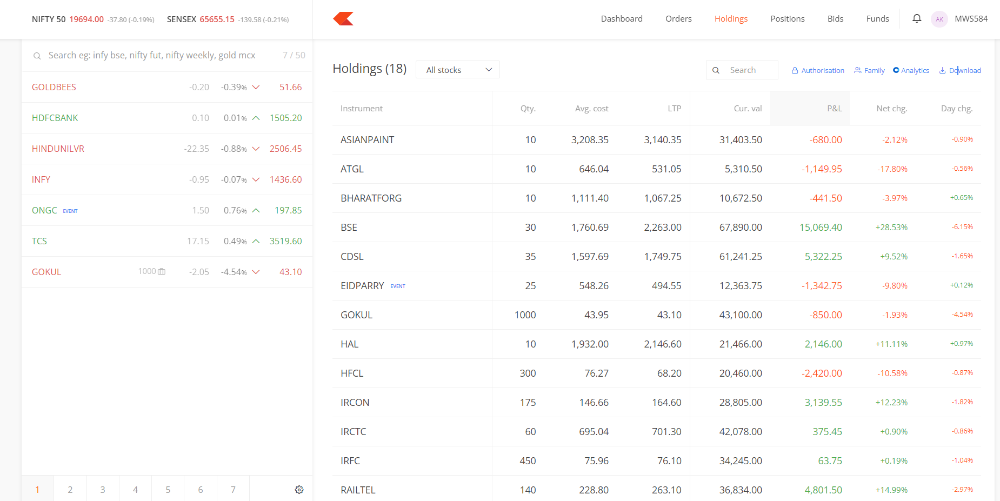 NIFTY 50 19694.00 -37.80 (-0.19%) SENSEX 65655.15 -139.58 (-0.21%)
Dashboard Orders Holdings Positions Bids Funds AK MWS584
Search eg: infy bse, nifty fut, nifty weekly, gold mcx 7 / 50
GOLDBEES -0.20 -0.39% 51.66
HDFCBANK 0.10 0.01% 1505.20
HINDUNILVR -22.35 -0.88% 2506.45
INFY -0.95 -0.07% 1436.60
ONGC EVENT 1.50 0.76% 197.85
TCS 17.15 0.49% 3519.60
GOKUL 1000 -2.05 -4.54% 43.10
1 2 3 4 5 6 7
Holdings (18) All stocks Search Authorisation Family Analytics Download
Instrument Qty. Avg. cost LTP Cur. val P&L Net chg. Day chg.
ASIANPAINT 10 3,208.35 3,140.35 31,403.50 -680.00 -2.12% -0.90%
ATGL 10 646.04 531.05 5,310.50 -1,149.95 -17.80% -0.56%
BHARATFORG 10 1,111.40 1,067.25 10,672.50 -441.50 -3.97% +0.65%
BSE 30 1,760.69 2,263.00 67,890.00 15,069.40 +28.53% -6.15%
CDSL 35 1,597.69 1,749.75 61,241.25 5,322.25 +9.52% -1.65%
EIDPARRY EVENT 25 548.26 494.55 12,363.75 -1,342.75 -9.80% +0.12%
GOKUL 1000 43.95 43.10 43,100.00 -850.00 -1.93% -4.54%
HAL 10 1,932.00 2,146.60 21,466.00 2,146.00 +11.11% +0.97%
HFCL 300 76.27 68.20 20,460.00 -2,420.00 -10.58% -0.87%
IRCON 175 146.66 164.60 28,805.00 3,139.55 +12.23% -1.82%
IRCTC 60 695.04 701.30 42,078.00 375.45 +0.90% -0.86%
IRFC 450 75.96 76.10 34,245.00 63.75 +0.19% -1.04%
RAILTEL 140 228.80 263.10 36,834.00 4,801.50 +14.99% -2.97%